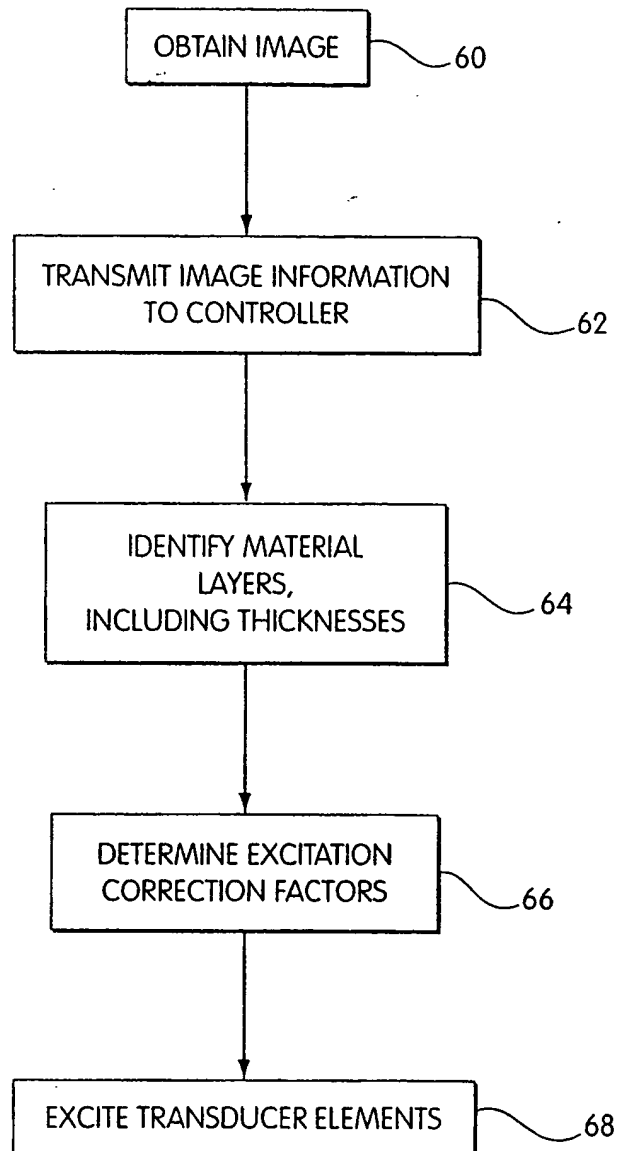 OBTAIN IMAGE
60
TRANSMIT IMAGE INFORMATION
TO CONTROLLER
62
IDENTIFY MATERIAL
LAYERS,
INCLUDING THICKNESSES
64
DETERMINE EXCITATION
CORRECTION FACTORS
66
EXCITE TRANSDUCER ELEMENTS
68